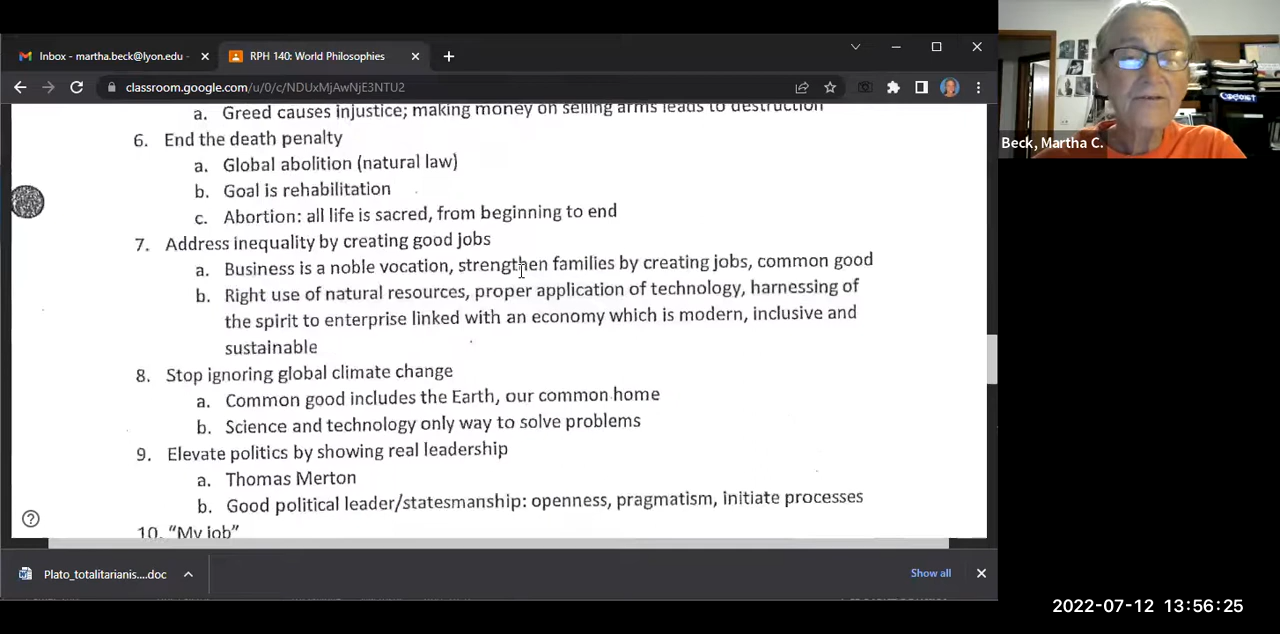 Inbox - martha.beck@lyon.edu -
RPH 140: World Philosophies
classroom.google.com/u/0/c/NDUxMjAwNjE3NTU2
a. Greed causes injustice; making money on selling arms leads to destruction
6. End the death penalty
a. Global abolition (natural law)
b. Goal is rehabilitation
c. Abortion: all life is sacred, from beginning to end
7. Address inequality by creating good jobs
a. Business is a noble vocation, strengthen families by creating jobs, common good
b. Right use of natural resources, proper application of technology, harnessing of
the spirit to enterprise linked with an economy which is modern, inclusive and
sustainable
8. Stop ignoring global climate change
a. Common good includes the Earth, our common home
b. Science and technology only way to solve problems
9. Elevate politics by showing real leadership
a. Thomas Merton
b. Good political leader/statesmanship: openness, pragmatism, initiate processes
10. "My job"
Plato_totalitarianis....doc
Show all
Beck, Martha C.
2022-07-12 13:56:25